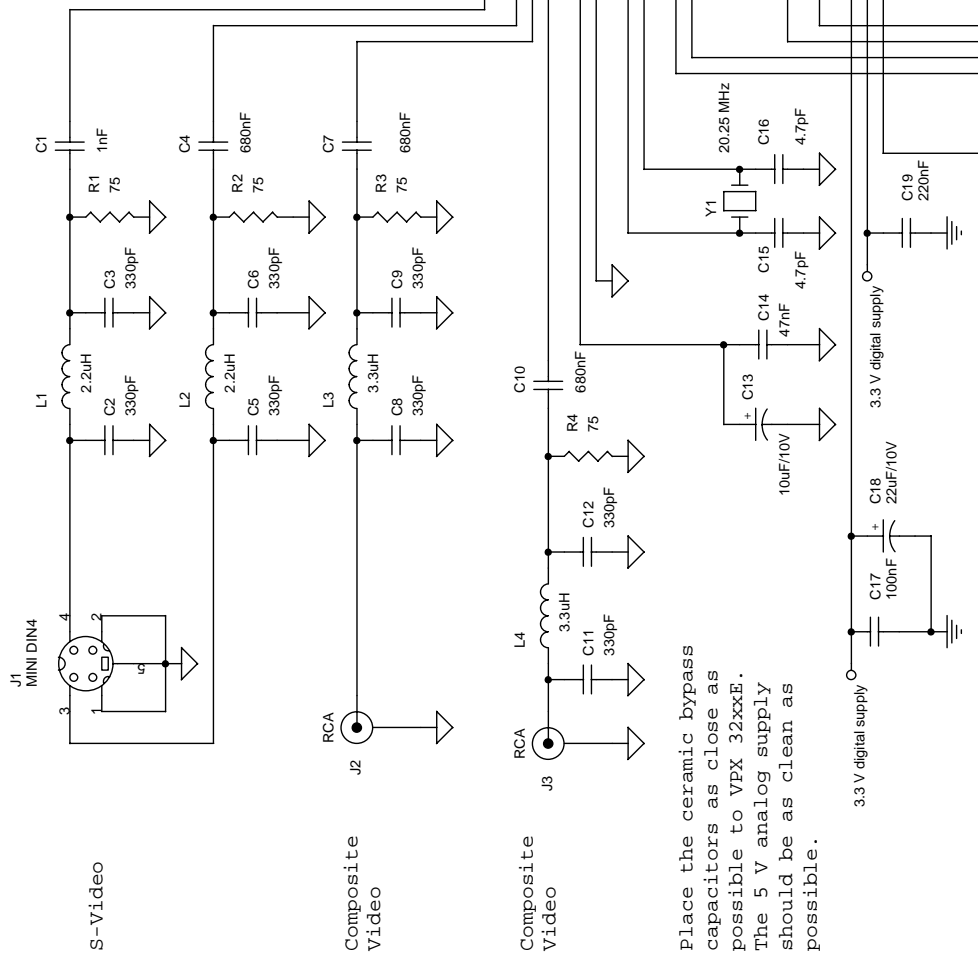 S-Video
J1
MINI DIN4
3
4
1
2
5
L1
2.2uH
C2
330pF
C3
330pF
R1
75
C1
1nF
L2
2.2uH
C5
330pF
C6
330pF
R2
75
C4
680nF
Composite
Video
J2
RCA
L3
3.3uH
C8
330pF
C9
330pF
R3
75
C7
680nF
Composite
Video
J3
RCA
L4
3.3uH
C11
330pF
C12
330pF
R4
75
C10
680nF
Place the ceramic bypass
capacitors as close as
possible to VPX 32xxE.
The 5 V analog supply
should be as clean as
possible.
C13
+
10uF/10V
C14
47nF
Y1
20.25 MHz
C15
4.7pF
C16
4.7pF
3.3 V digital supply
C17
100nF
+
C18
22uF/10V
3.3 V digital supply
C19
220nF